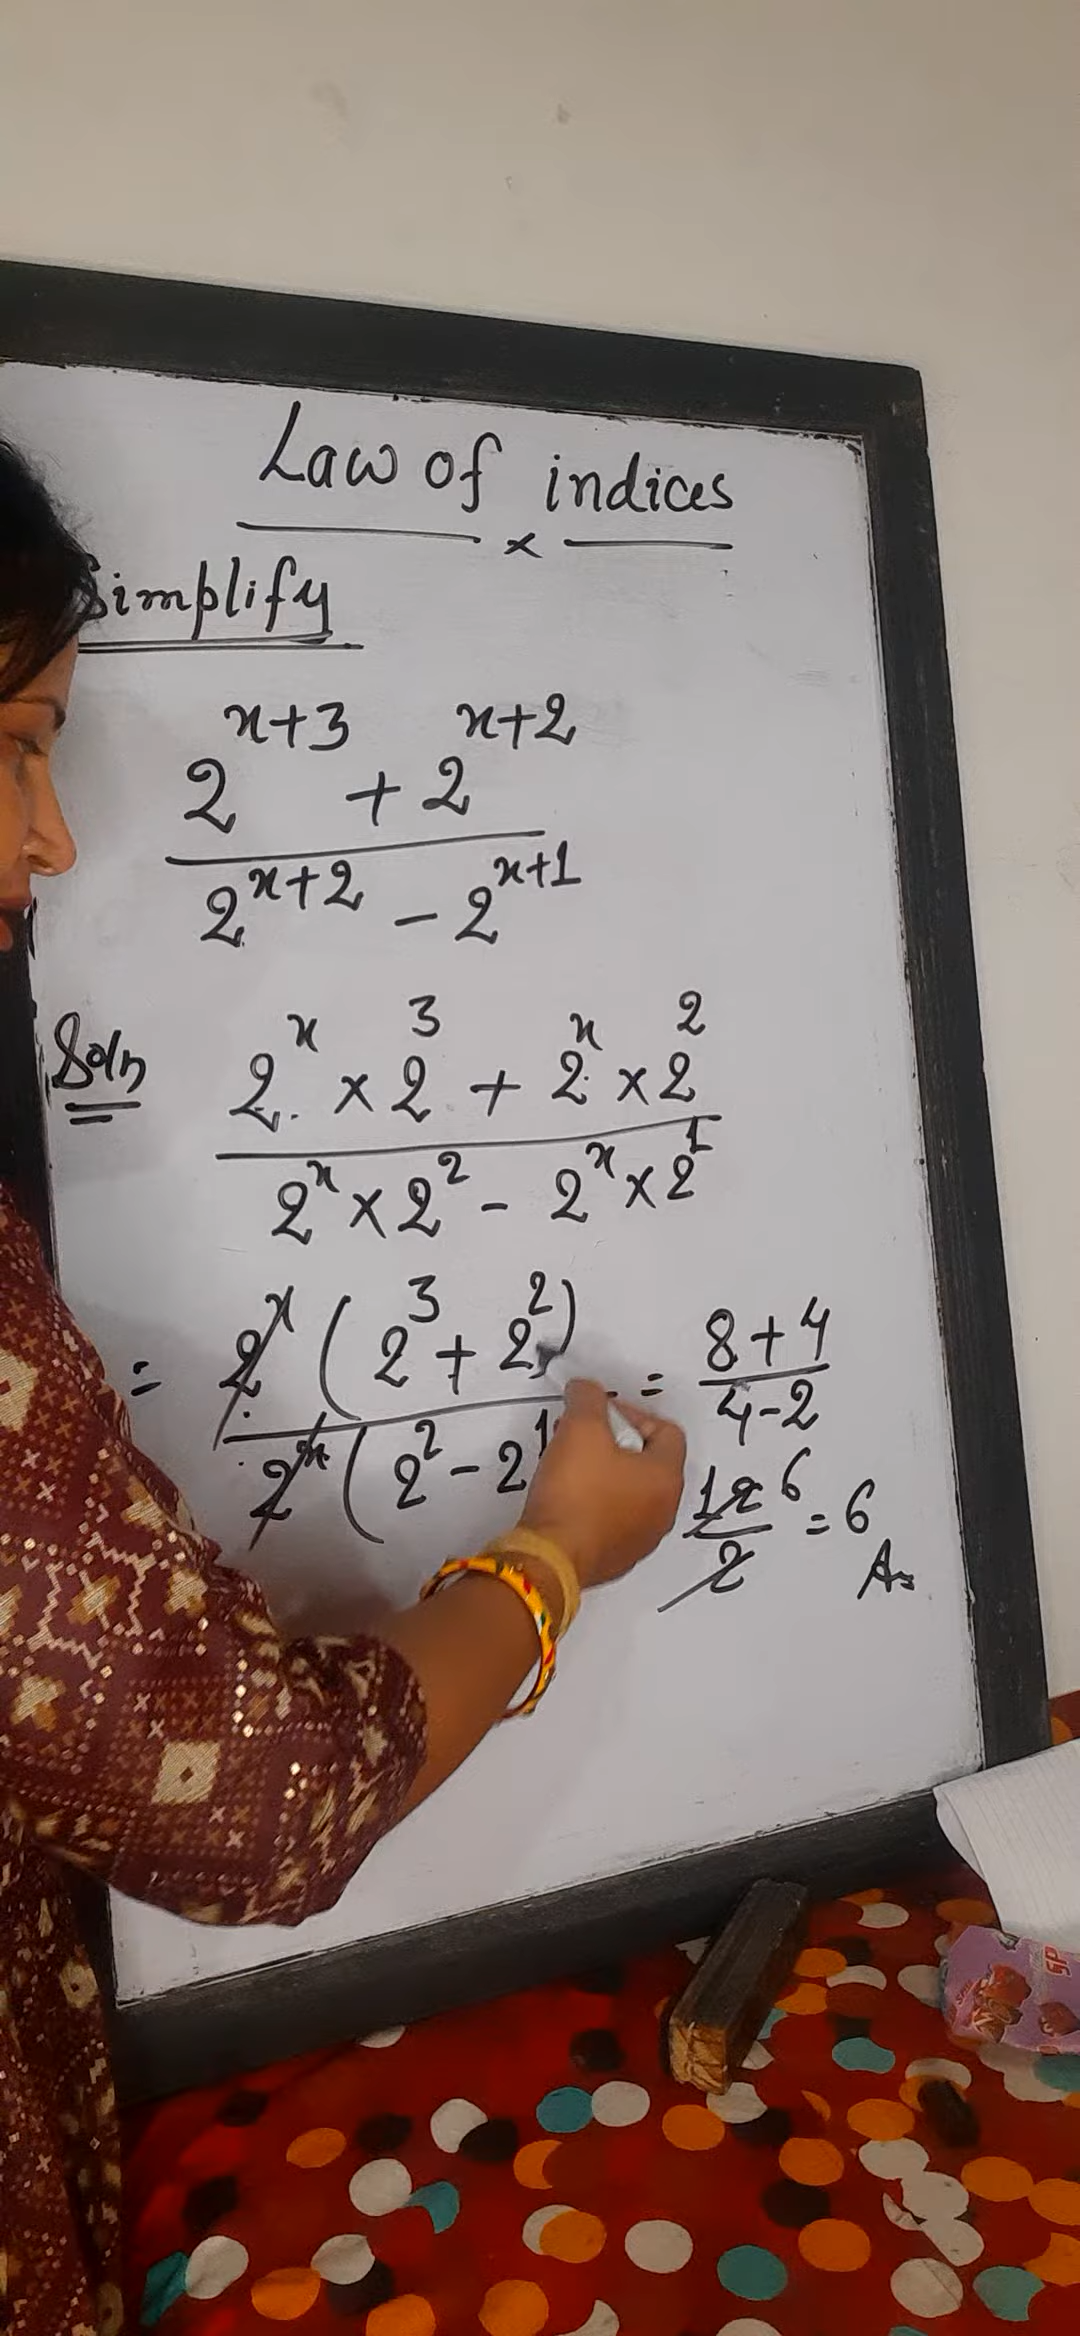 Law of indices
x
Simplify
2^{x+3} + 2^{x+2}
2^{x+2} - 2^{x+1}
Soln
2^x × 2^3 + 2^x × 2^2
2^x × 2^2 - 2^x × 2^1
= 2^x (2^3 + 2^2) = 8+4
2^x (2^2 - 2^1 4-2
12 6 = 6
2 As